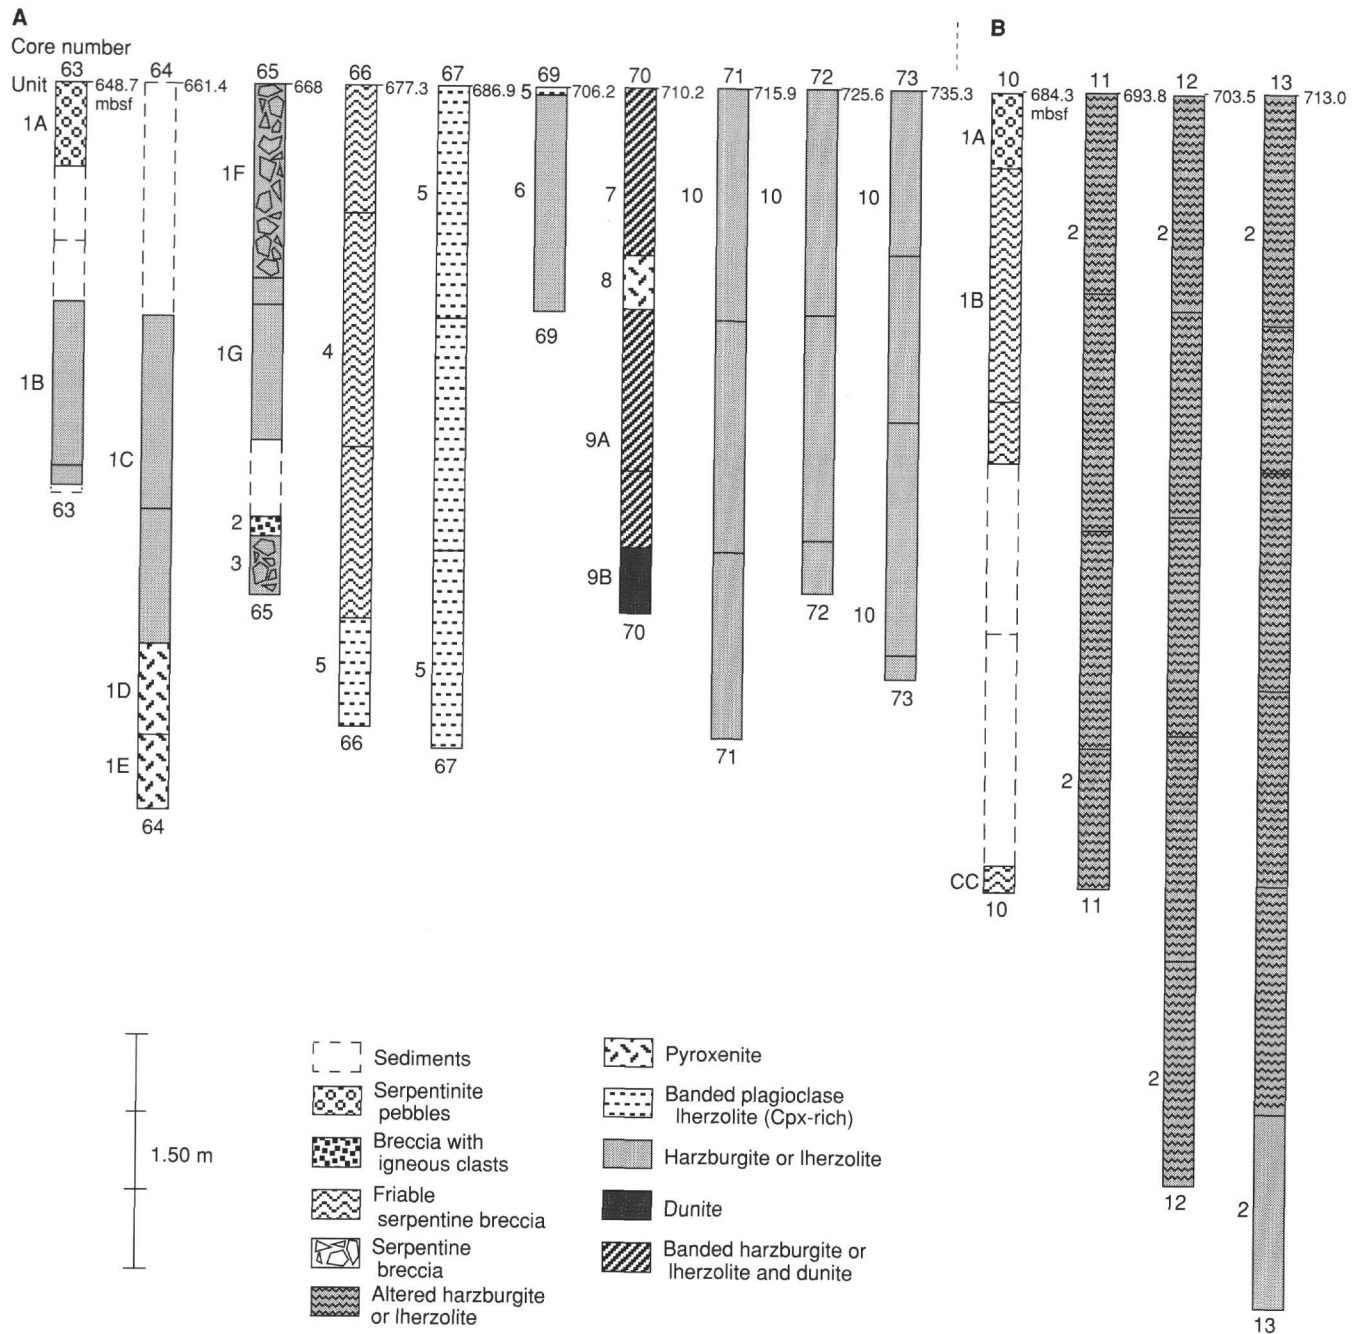 A
B
Core number
63 64 65 66 67 69 70 71 72 73 10 11 12 13
Unit
648.7 661.4 668 677.3 686.9 706.2 710.2 715.9 725.6 735.3 684.3 693.8 703.5 713.0
mbsf mbsf
5
1A
1A
1F
5
6
7
10
10
10
2
2
2
8
1B
4
1G
1B
9A
1C
63
69
2
3
65
9B
70
72
10
5
5
1D
73
66
67
71
1E
2
64
CC
10
11
2
12
2
13
1.50 m
Sediments
Serpentinite
pebbles
Breccia with
igneous clasts
Friable
serpentine breccia
Serpentine
breccia
Altered harzburgite
or lherzolite
Pyroxenite
Banded plagioclase
lherzolite (Cpx-rich)
Harzburgite or lherzolite
Dunite
Banded harzburgite or
lherzolite and dunite